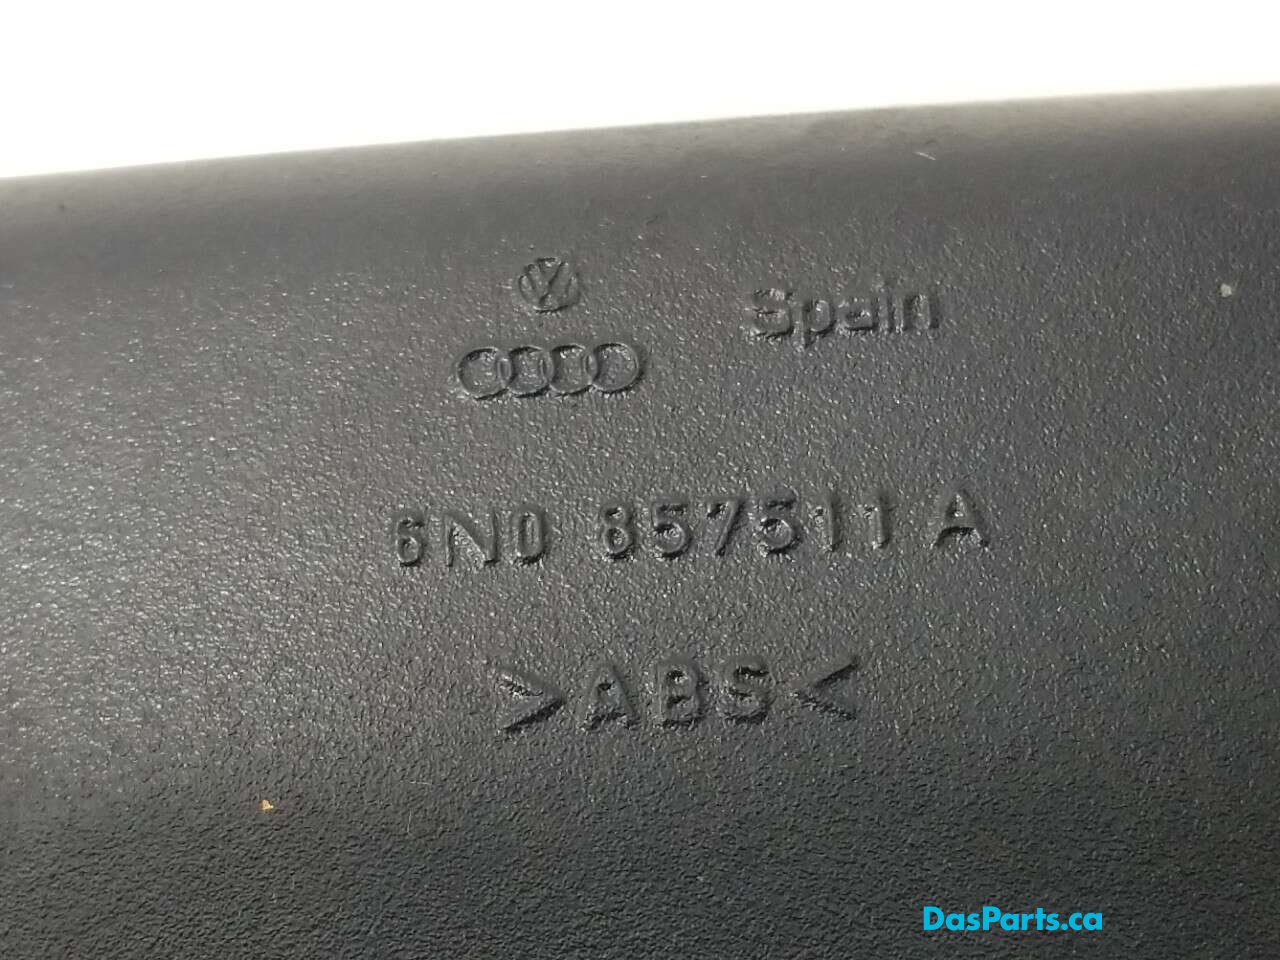 Spain
6N0 857511 A
>ABS<
DasParts.ca